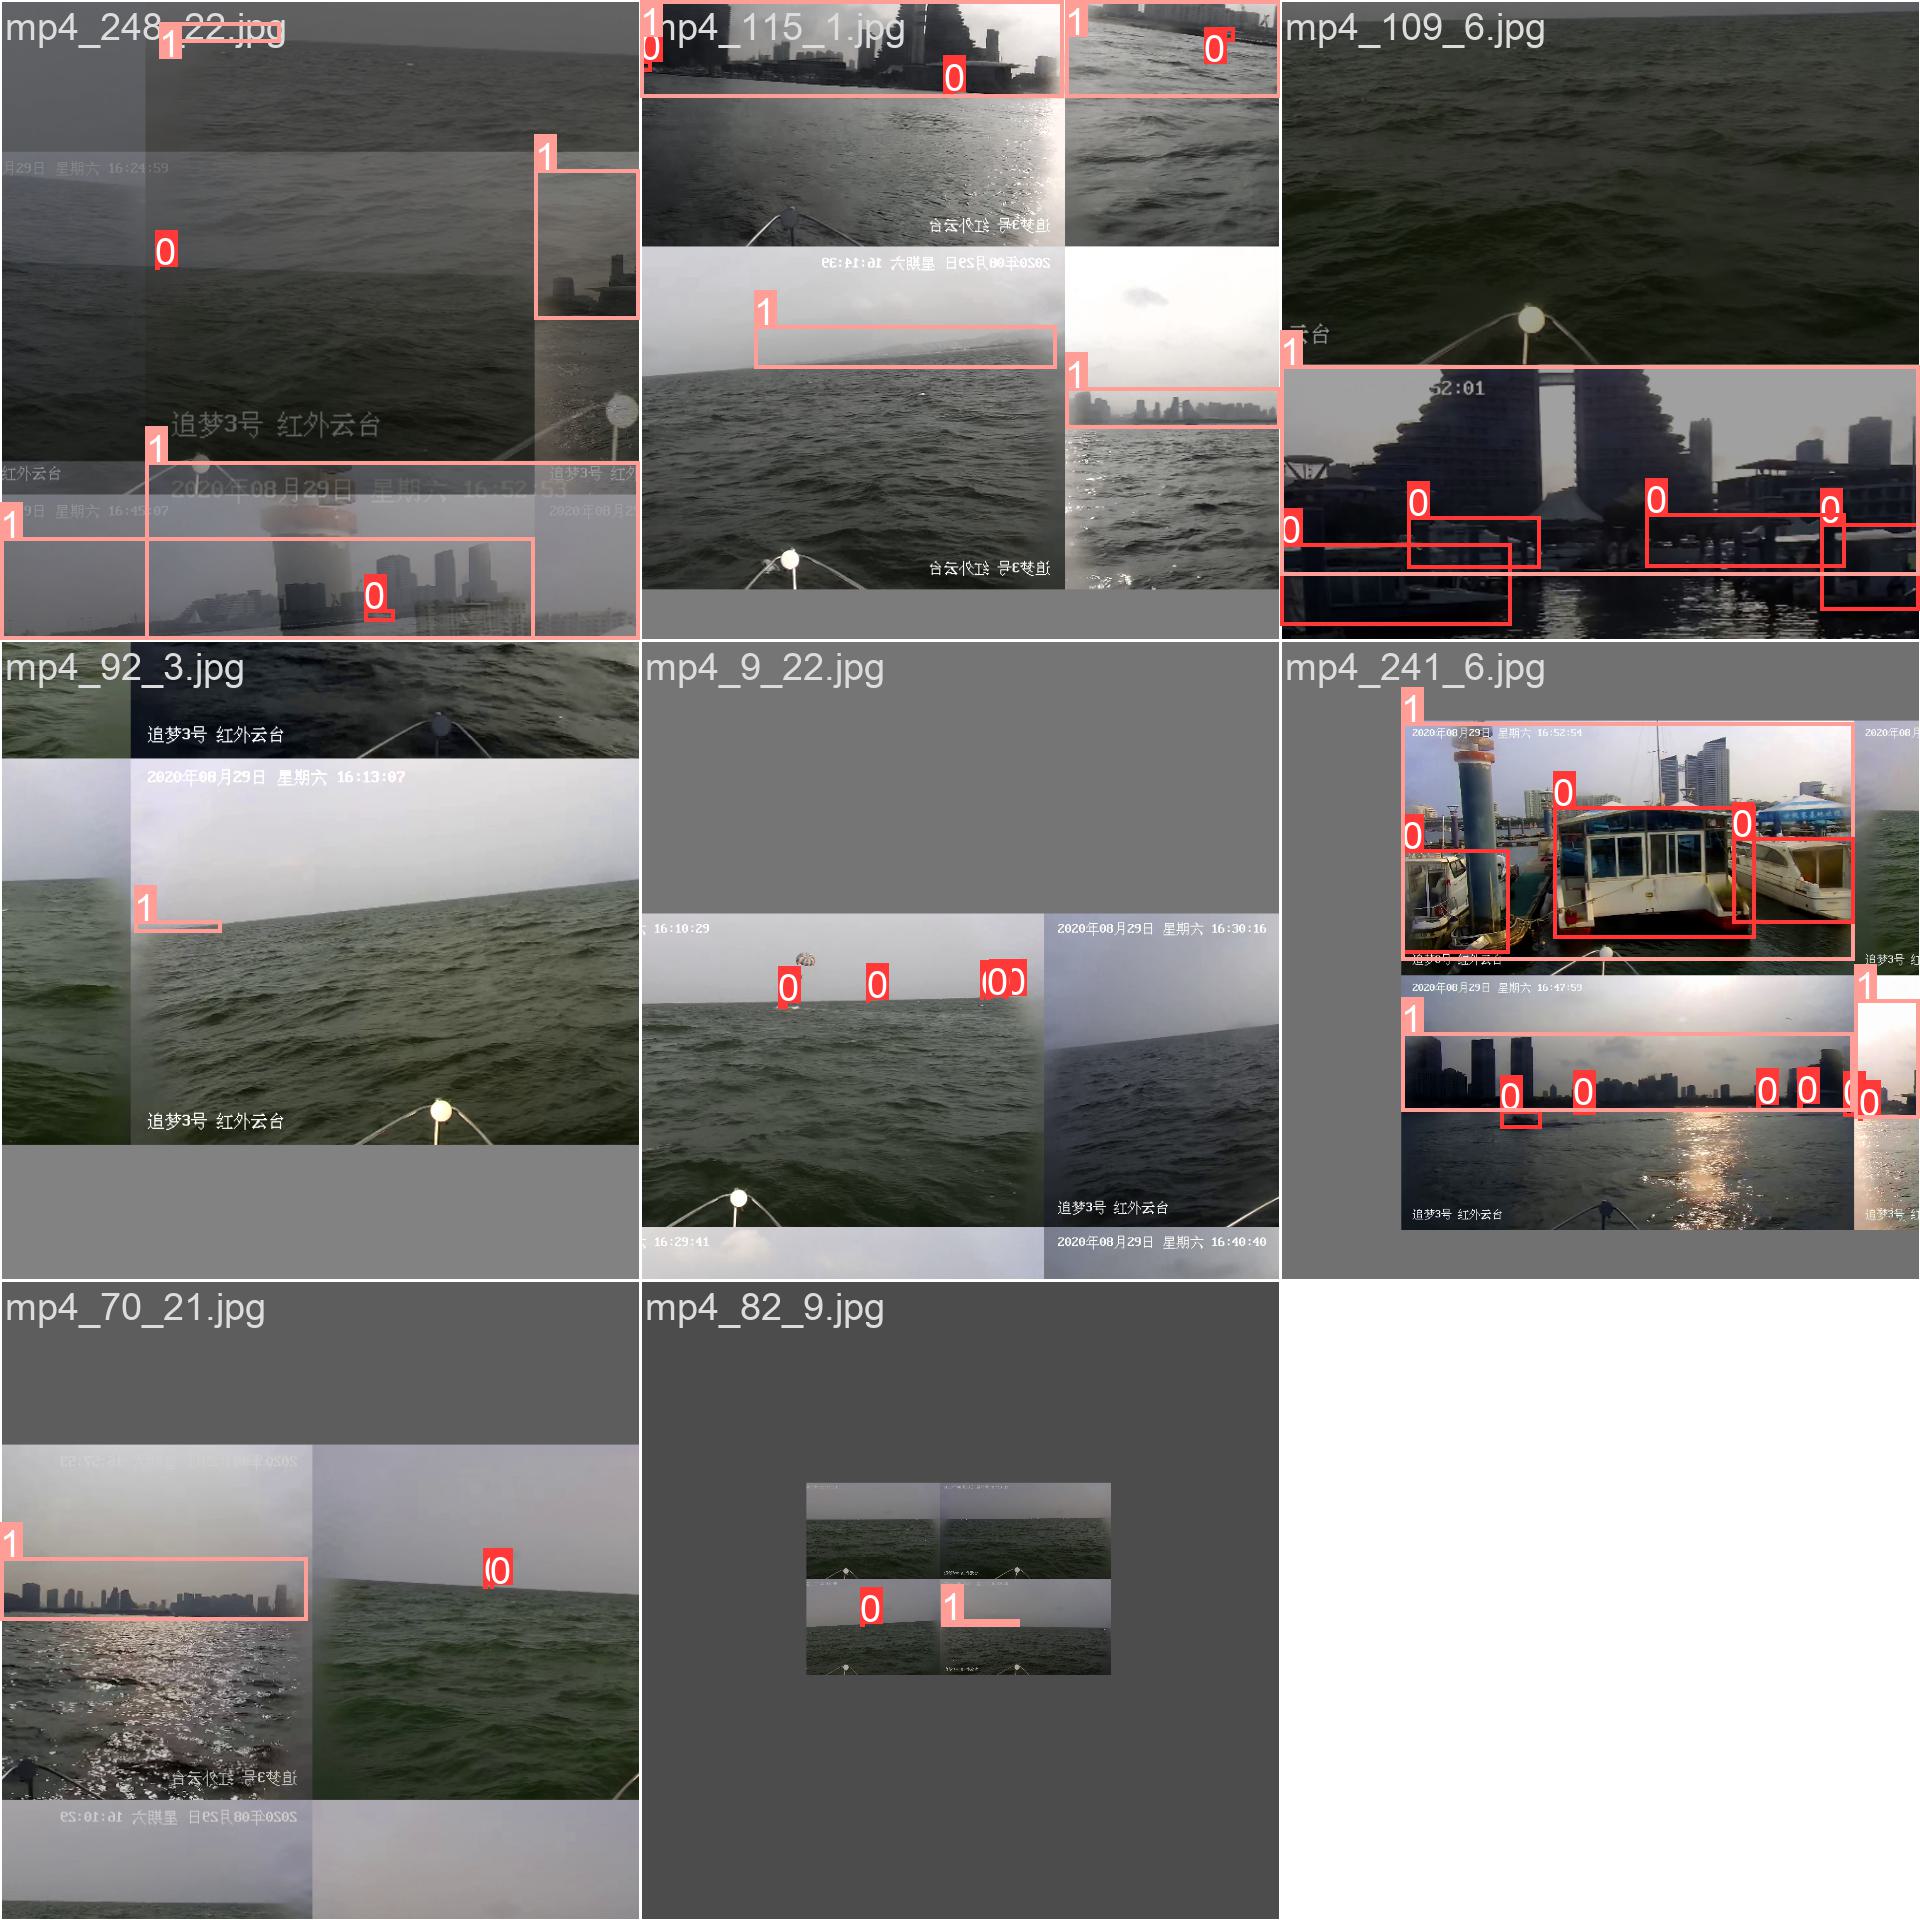 mp4_248_22.jpg
1
月29日 星期六 16:24:59
1
0
追梦3号 红外云台
1
红外云台
追梦3号 红外
2020年08月29日 星期六 16:52:53
9日 星期六 16:45:07
2020年08月29
1
0
mp4_115_1.jpg
1
0
0
1
0
追梦3号 红外云台
2020年08月29日 星期六 16:14:39
1
1
追梦3号 红外云台
mp4_109_6.jpg
云台
1
52:01
0
0
0
0
mp4_92_3.jpg
追梦3号 红外云台
2020年08月29日 星期六 16:13:07
1
追梦3号 红外云台
mp4_9_22.jpg
16:10:29
2020年08月29日 星期六 16:30:16
0
0
0
0
追梦3号 红外云台
16:29:41
2020年08月29日 星期六 16:40:40
mp4_241_6.jpg
1
2020年08月29日 星期六 16:52:54
2020年08月
0
0
0
追梦3号 红外云台
追梦3号 红
2020年08月29日 星期六 16:47:59
1
1
0
0
0
0
0
追梦3号 红外云台
追梦3号 红外
mp4_70_21.jpg
1
0
追梦3号 红外云台
2020年08月29日 星期六 16:10:29
mp4_82_9.jpg
0
1